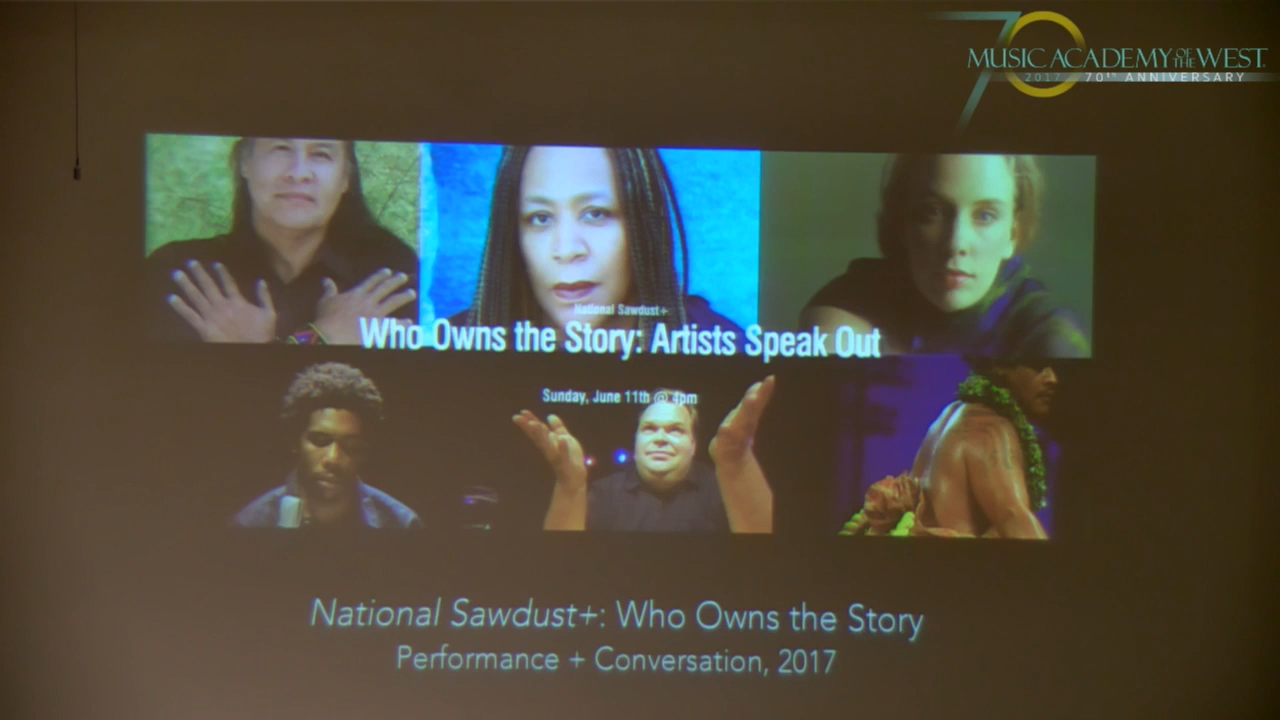 70
MUSIC ACADEMY OF THE WEST
2017 70TH ANNIVERSARY
National Sawdust+
Who Owns the Story: Artists Speak Out
Sunday, June 11th @ 4pm
National Sawdust+: Who Owns the Story
Performance + Conversation, 2017